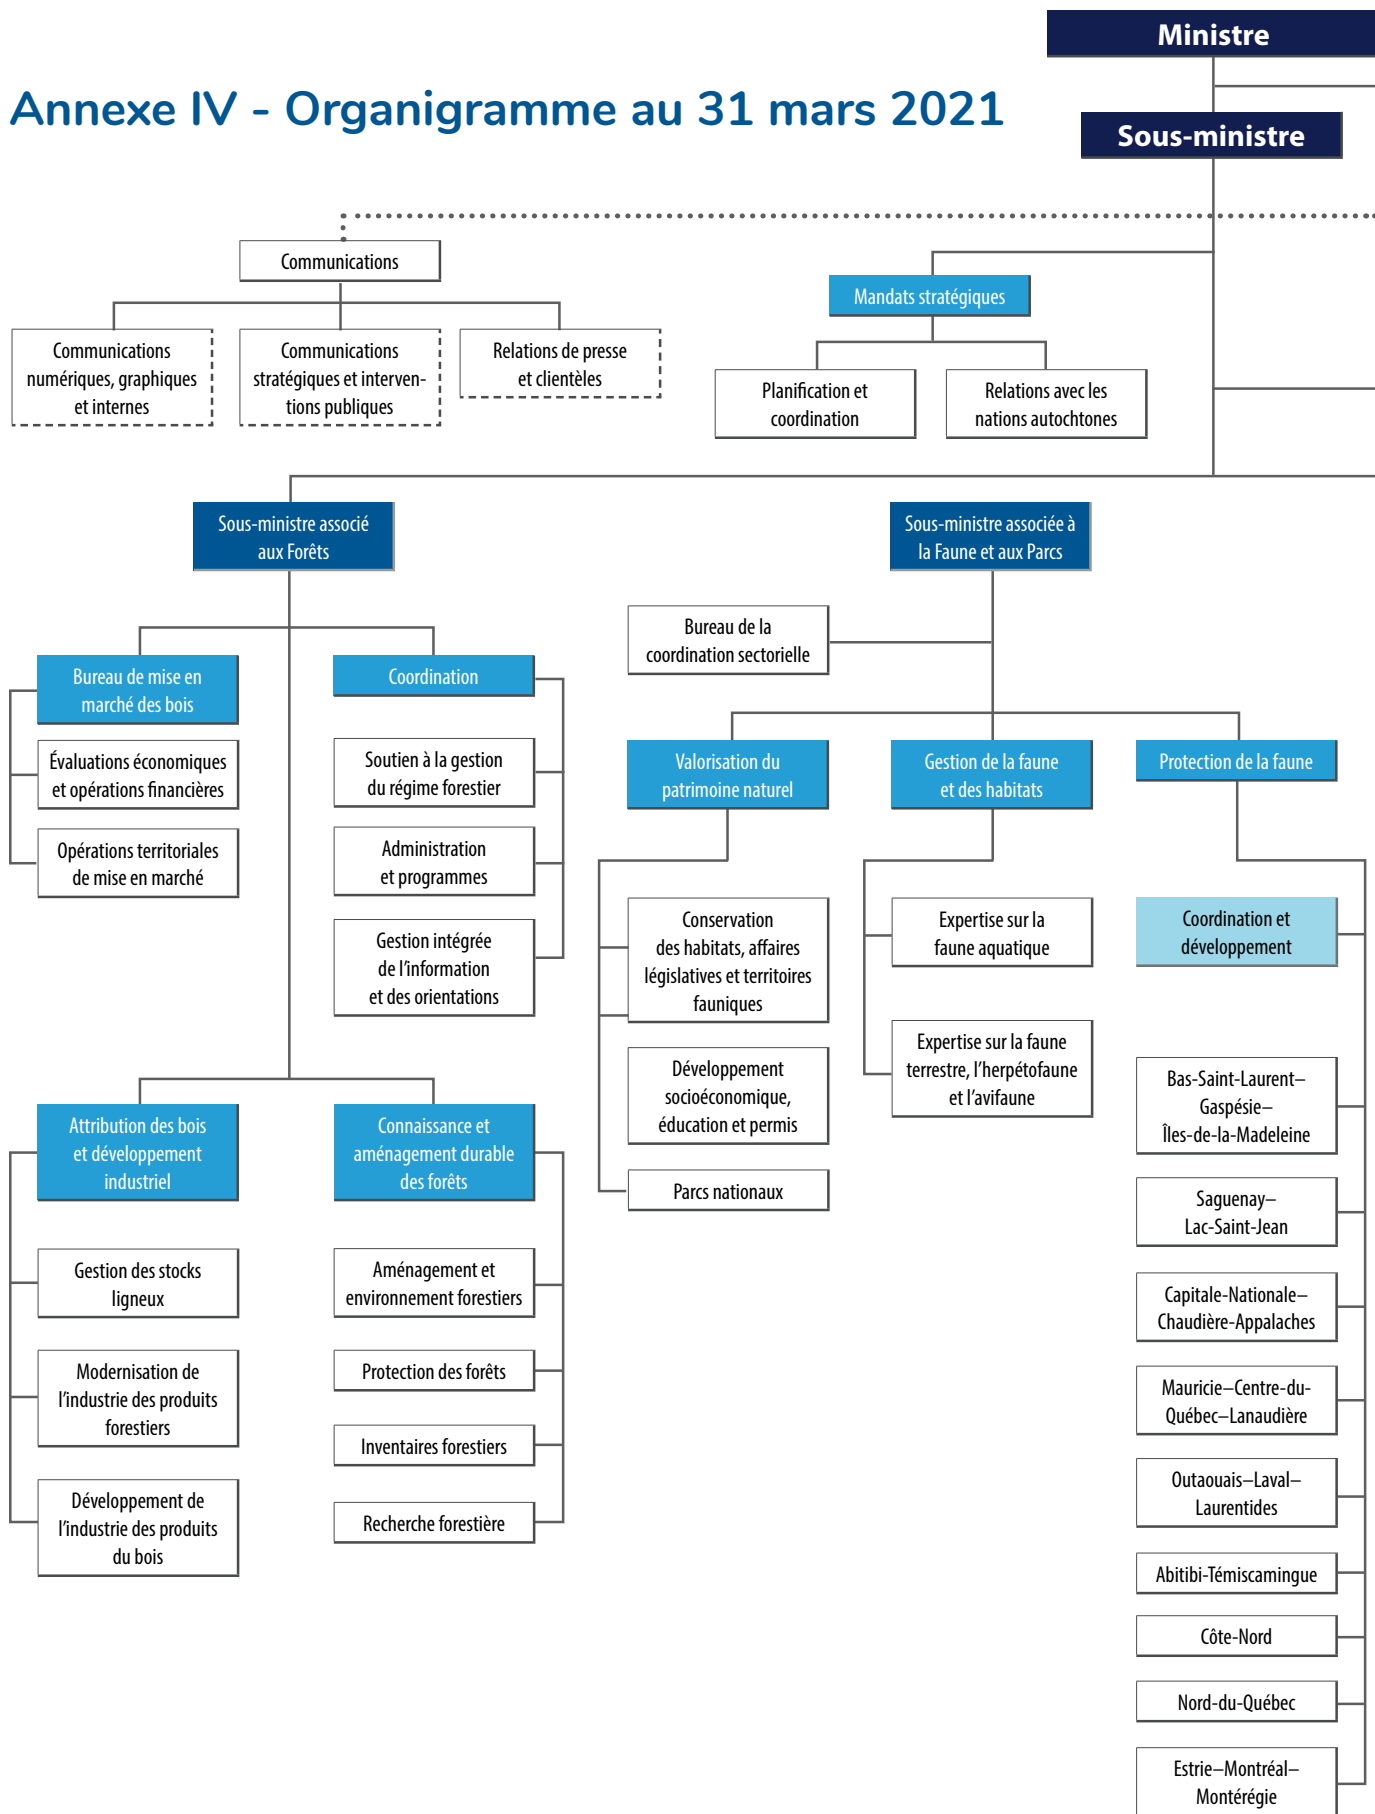 Ministre
Annexe IV - Organigramme au 31 mars 2021
Sous-ministre
Communications
Communications
numériques, graphiques
et internes
Communications
stratégiques et interven-
tions publiques
Relations de presse
et clientèles
Mandats stratégiques
Planification et
coordination
Relations avec les
nations autochtones
Sous-ministre associé
aux Forêts
Bureau de mise en
marché des bois
Évaluations économiques
et opérations financières
Opérations territoriales
de mise en marché
Coordination
Soutien à la gestion
du régime forestier
Administration
et programmes
Gestion intégrée
de l'information
et des orientations
Attribution des bois
et développement
industriel
Gestion des stocks
ligneux
Modernisation de
l'industrie des produits
forestiers
Développement de
l'industrie des produits
du bois
Connaissance et
aménagement durable
des forêts
Aménagement et
environnement forestiers
Protection des forêts
Inventaires forestiers
Recherche forestière
Sous-ministre associée à
la Faune et aux Parcs
Bureau de la
coordination sectorielle
Valorisation du
patrimoine naturel
Conservation
des habitats, affaires
législatives et territoires
fauniques
Développement
socioéconomique,
éducation et permis
Parcs nationaux
Gestion de la faune
et des habitats
Expertise sur la
faune aquatique
Expertise sur la faune
terrestre, l'herpétofaune
et l'avifaune
Protection de la faune
Coordination et
développement
Bas-Saint-Laurent–
Gaspésie–
Îles-de-la-Madeleine
Saguenay–
Lac-Saint-Jean
Capitale-Nationale–
Chaudière-Appalaches
Mauricie–Centre-du-
Québec–Lanaudière
Outaouais–Laval–
Laurentides
Abitibi-Témiscamingue
Côte-Nord
Nord-du-Québec
Estrie–Montréal–
Montérégie